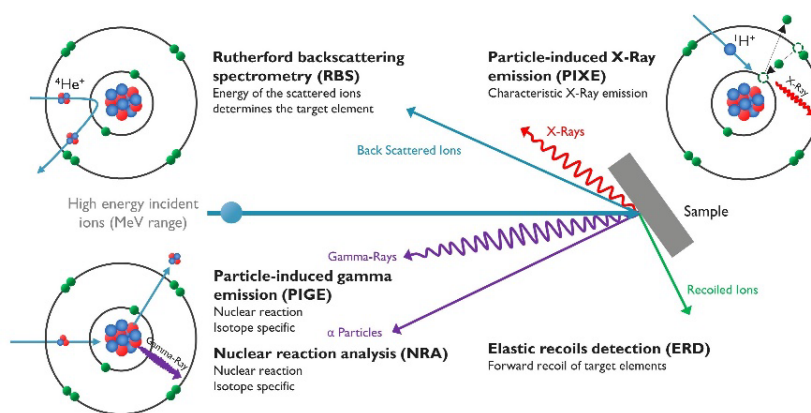 ⁴He⁺
Rutherford backscattering
spectrometry (RBS)
Energy of the scattered ions
determines the target element
Particle-induced X-Ray
emission (PIXE)
Characteristic X-Ray emission
¹H⁺
X-Ray
X-Rays
Back Scattered Ions
High energy incident
ions (MeV range)
Sample
Gamma-Rays
Particle-induced gamma
emission (PIGE)
Nuclear reaction
Isotope specific
Gamma-Ray
α Particles
Nuclear reaction analysis (NRA)
Nuclear reaction
Isotope specific
Recoiled Ions
Elastic recoils detection (ERD)
Forward recoil of target elements